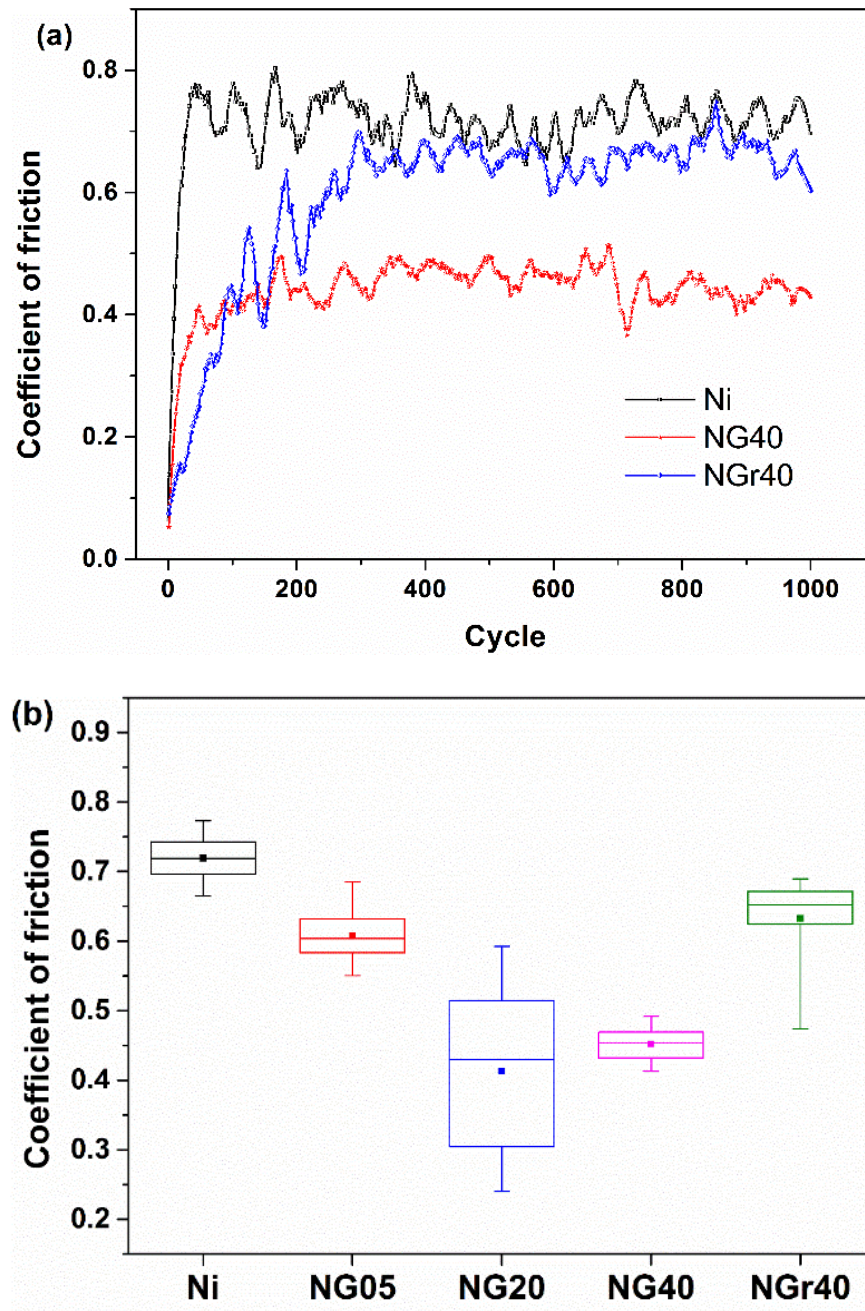 (a)
0.8
0.6
0.4
0.2
0.0
Coefficient of friction
Ni
NG40
NGr40
0 200 400 600 800 1000
Cycle
(b)
0.9
0.8
0.7
0.6
0.5
0.4
0.3
0.2
Coefficient of friction
Ni NG05 NG20 NG40 NGr40